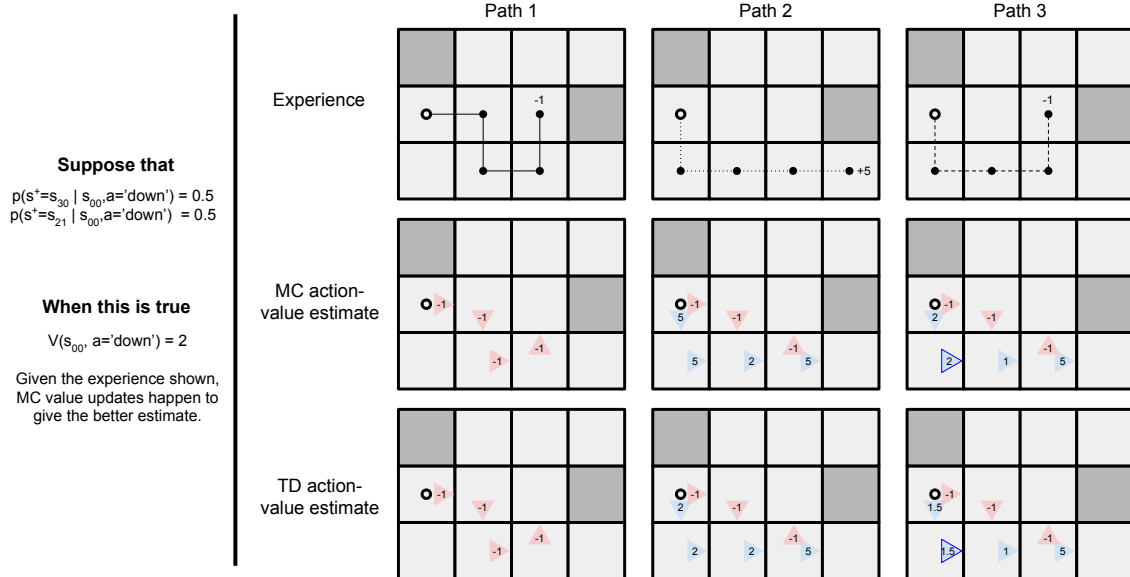 Path 1
Path 2
Path 3
Experience
-1
+5
-1
Suppose that
p(s⁺=s₃₀ | s₀₀,a='down') = 0.5
p(s⁺=s₂₁ | s₀₀,a='down') = 0.5
When this is true
V(s₀₀, a='down') = 2
Given the experience shown,
MC value updates happen to
give the better estimate.
MC action-
value estimate
-1
-1
-1
-1
-1
5
-1
-1
5
2
5
-1
2
-1
-1
2
1
5
TD action-
value estimate
-1
-1
-1
-1
-1
2
-1
-1
2
2
5
-1
1.5
-1
-1
1.5
1
5